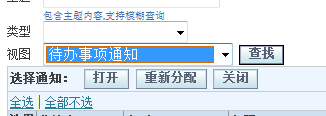 包含主题内容,支持模糊查询
类型
视图 待办事项通知 查找
选择通知: 打开 重新分配 关闭
全选 | 全部不选